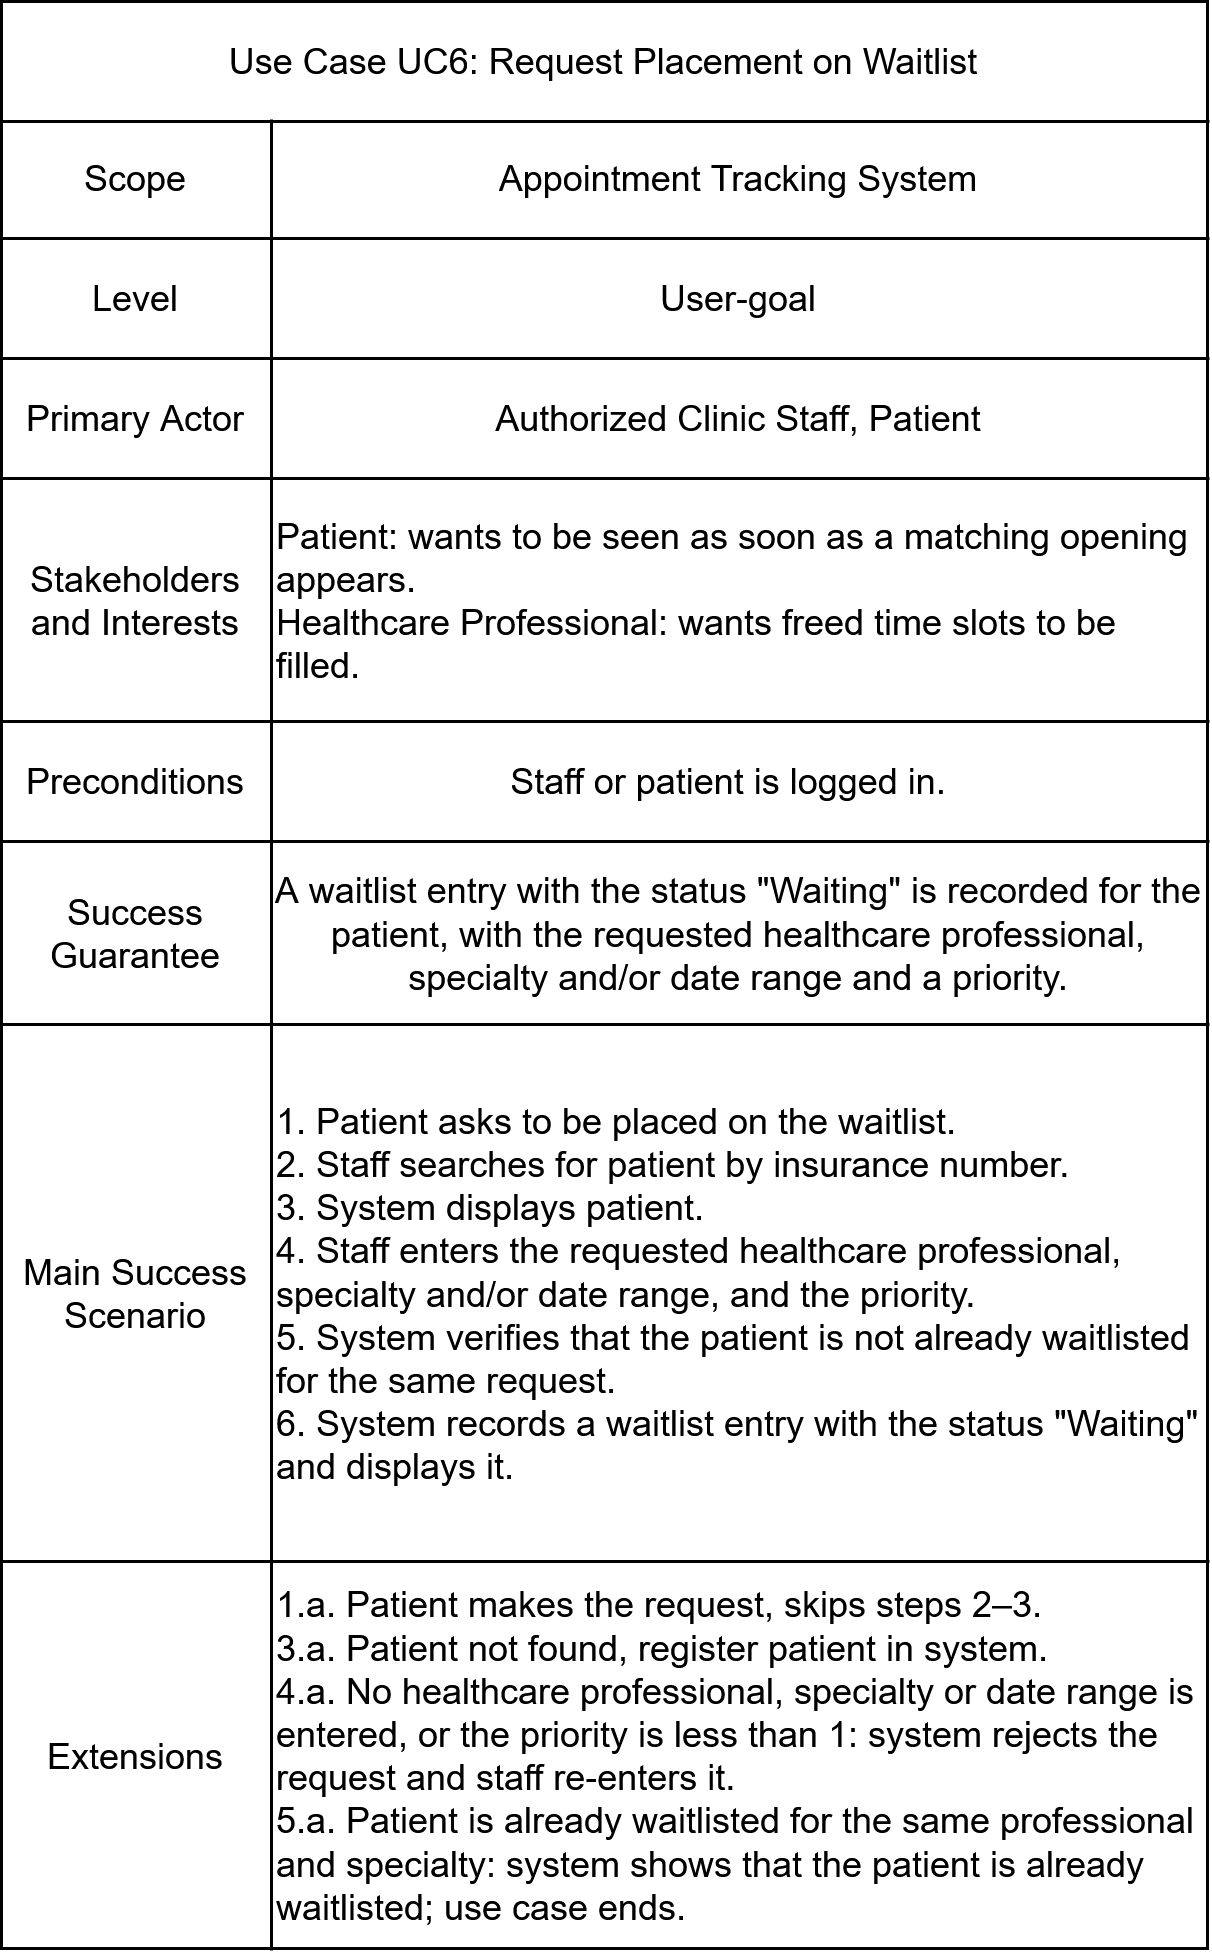 Use Case UC6: Request Placement on Waitlist
Scope
Appointment Tracking System
Level
User-goal
Primary Actor
Authorized Clinic Staff, Patient
Stakeholders
and Interests
Patient: wants to be seen as soon as a matching opening
appears.
Healthcare Professional: wants freed time slots to be
filled.
Preconditions
Staff or patient is logged in.
Success
Guarantee
A waitlist entry with the status "Waiting" is recorded for the
patient, with the requested healthcare professional,
specialty and/or date range and a priority.
Main Success
Scenario
1. Patient asks to be placed on the waitlist.
2. Staff searches for patient by insurance number.
3. System displays patient.
4. Staff enters the requested healthcare professional,
specialty and/or date range, and the priority.
5. System verifies that the patient is not already waitlisted
for the same request.
6. System records a waitlist entry with the status "Waiting"
and displays it.
Extensions
1.a. Patient makes the request, skips steps 2–3.
3.a. Patient not found, register patient in system.
4.a. No healthcare professional, specialty or date range is
entered, or the priority is less than 1: system rejects the
request and staff re-enters it.
5.a. Patient is already waitlisted for the same professional
and specialty: system shows that the patient is already
waitlisted; use case ends.